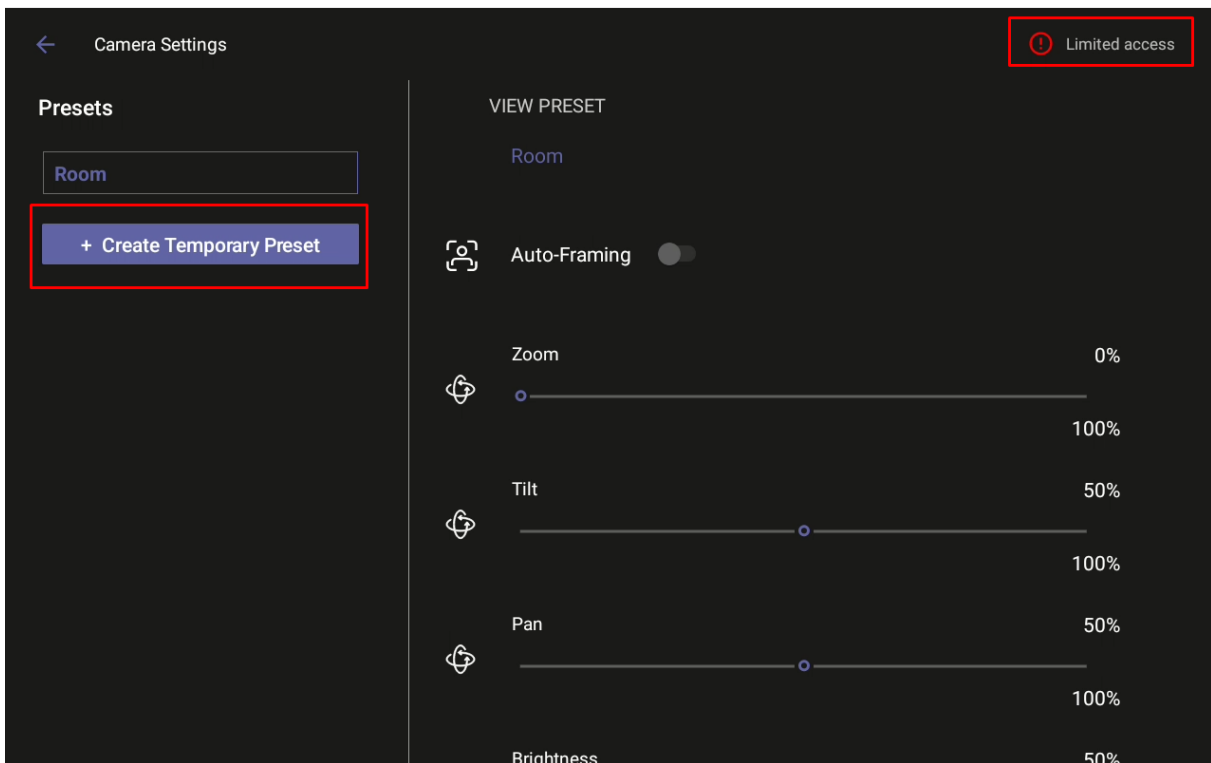 Camera Settings
Limited access
Presets
Room
+ Create Temporary Preset
VIEW PRESET
Room
Auto-Framing
Zoom 0%
100%
Tilt 50%
100%
Pan 50%
100%
Brightness 50%